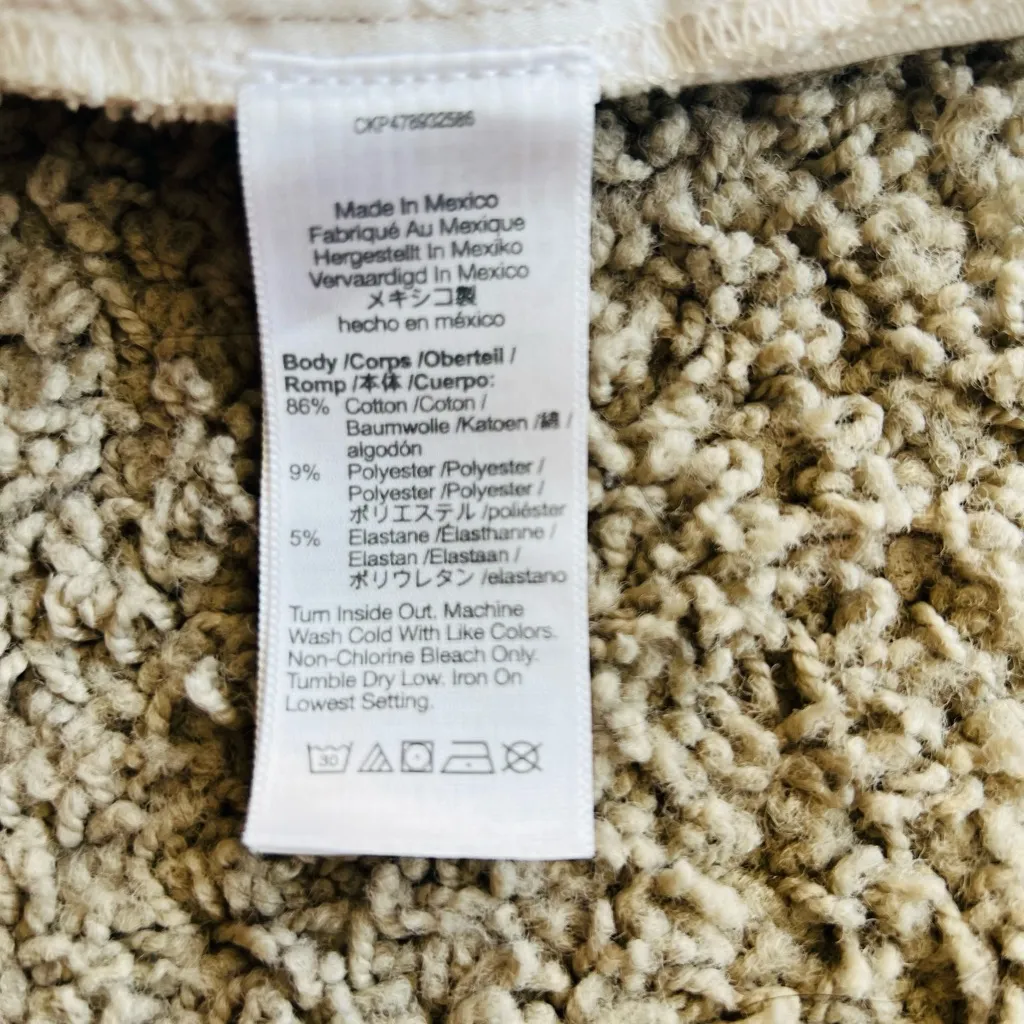 CKP478932586
Made In Mexico
Fabriqué Au Mexique
Hergestellt In Mexiko
Vervaardigd In Mexico
メキシコ製
hecho en méxico
Body /Corps /Oberteil /
Romp /本体 /Cuerpo:
86% Cotton /Coton /
Baumwolle /Katoen /綿 /
algodón
9% Polyester /Polyester /
Polyester /Polyester /
ポリエステル /poliéster
5% Elastane /Élasthanne /
Elastan /Elastaan /
ポリウレタン /elastano
Turn Inside Out. Machine
Wash Cold With Like Colors.
Non-Chlorine Bleach Only.
Tumble Dry Low. Iron On
Lowest Setting.
30